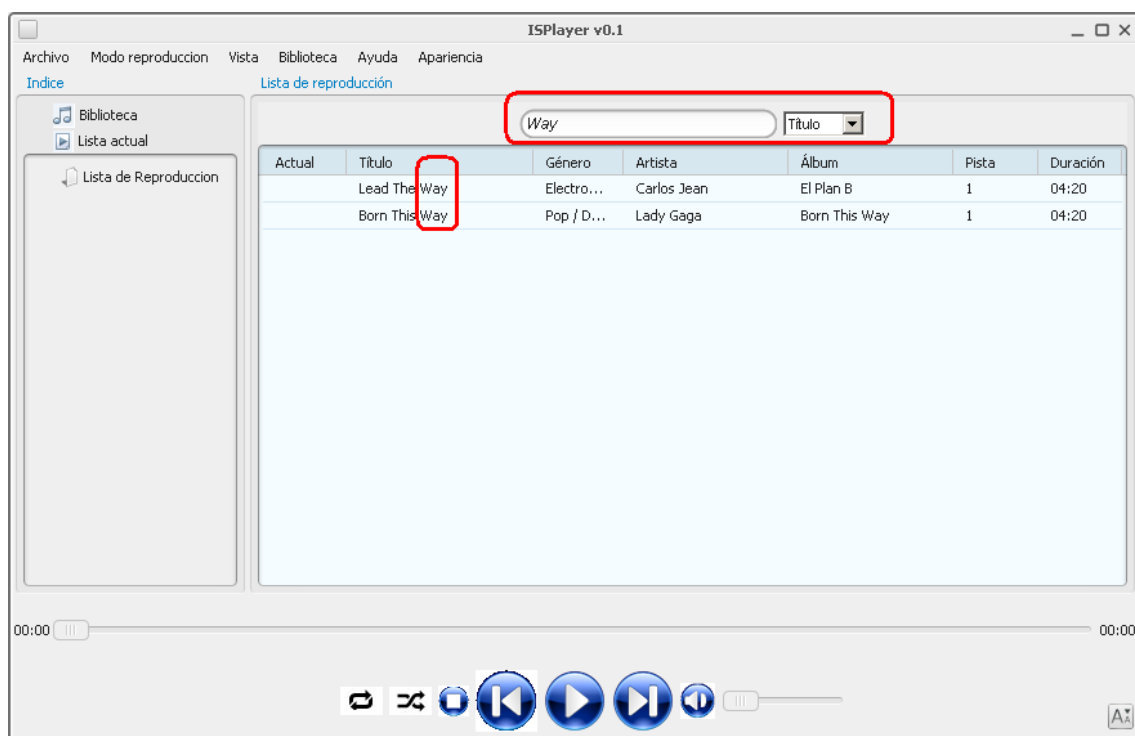 ISPlayer v0.1
Archivo Modo reproduccion Vista Biblioteca Ayuda Apariencia
Indice Lista de reproducción
Biblioteca
Lista actual
Lista de Reproduccion
Way Título
Actual Título Género Artista Álbum Pista Duración
Lead The Way Electro... Carlos Jean El Plan B 1 04:20
Born This Way Pop / D... Lady Gaga Born This Way 1 04:20
00:00 00:00